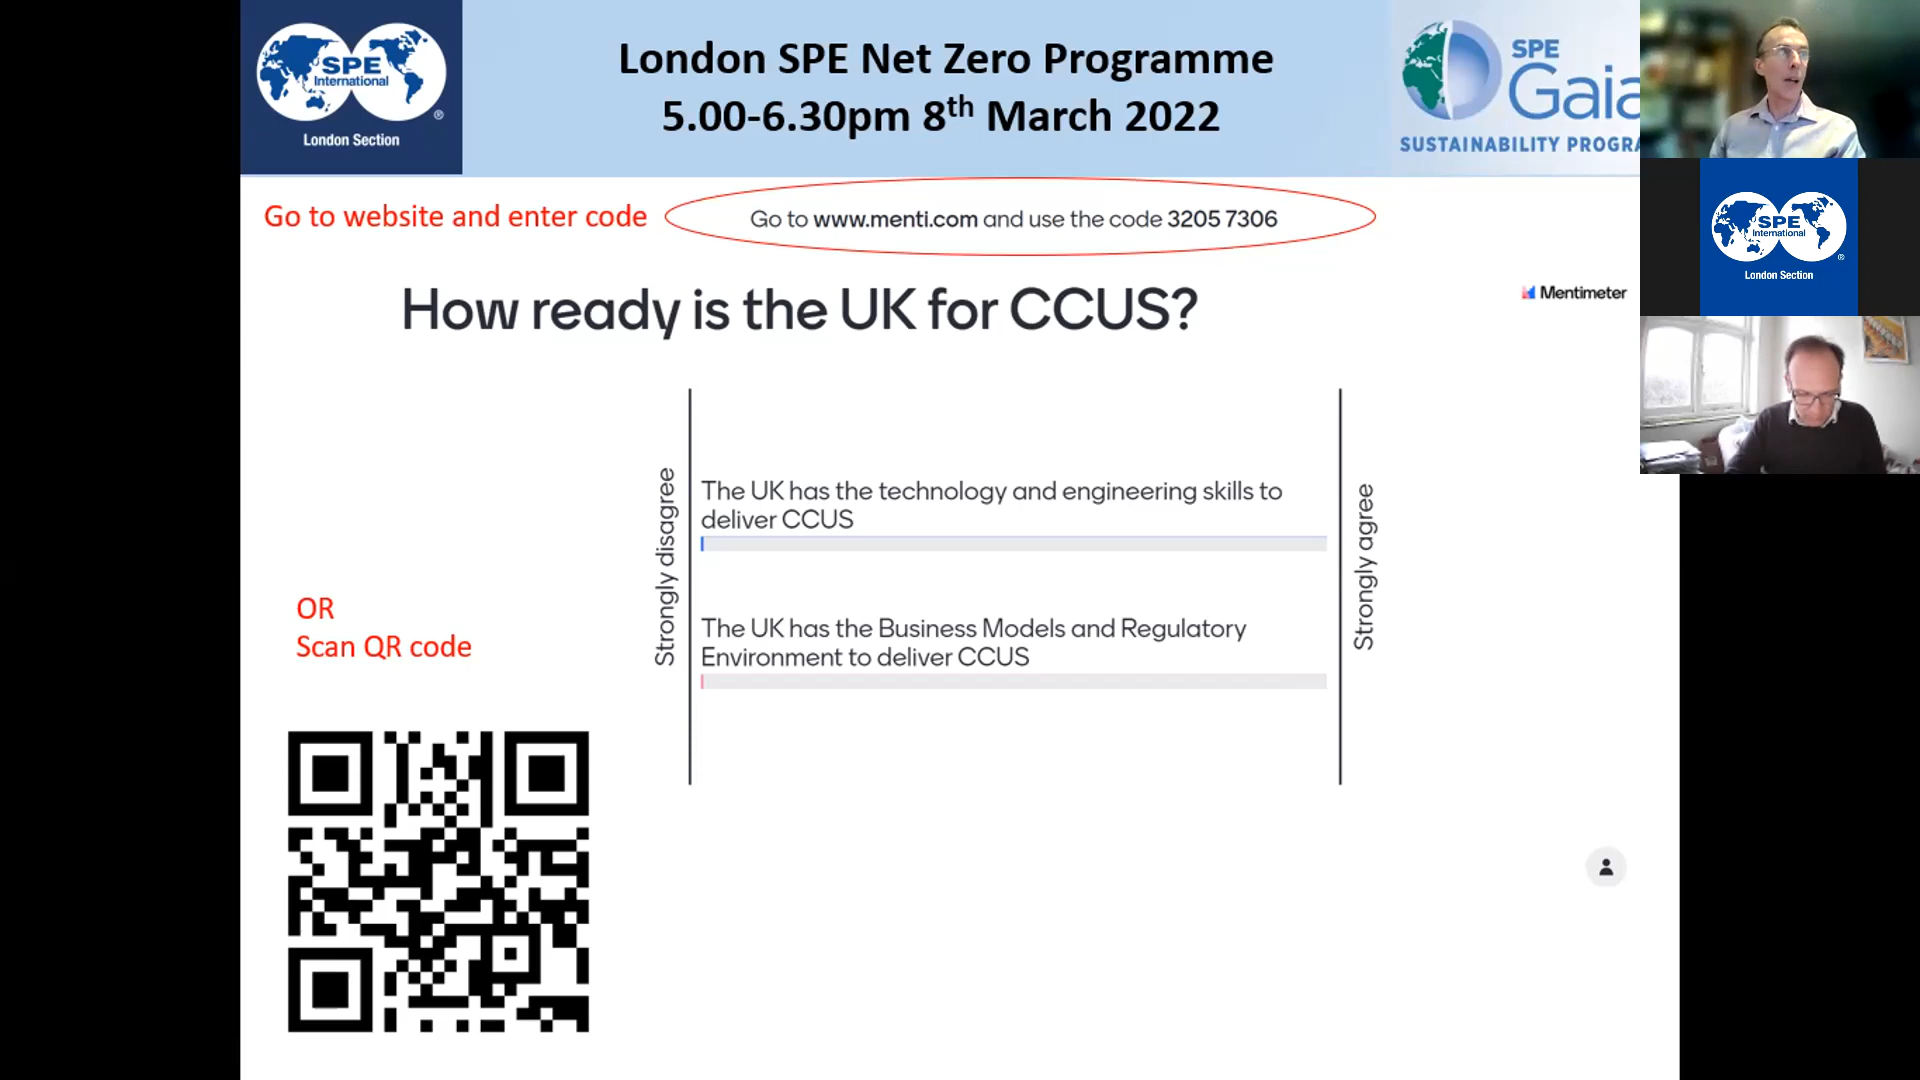 SPE
International
®
London Section
London SPE Net Zero Programme
5.00-6.30pm 8th March 2022
SPE
Gaia
SUSTAINABILITY PROGRA
Go to website and enter code
Go to www.menti.com and use the code 3205 7306
How ready is the UK for CCUS?
Mentimeter
SPE
International
®
London Section
Strongly disagree
The UK has the technology and engineering skills to
deliver CCUS
The UK has the Business Models and Regulatory
Environment to deliver CCUS
Strongly agree
OR
Scan QR code